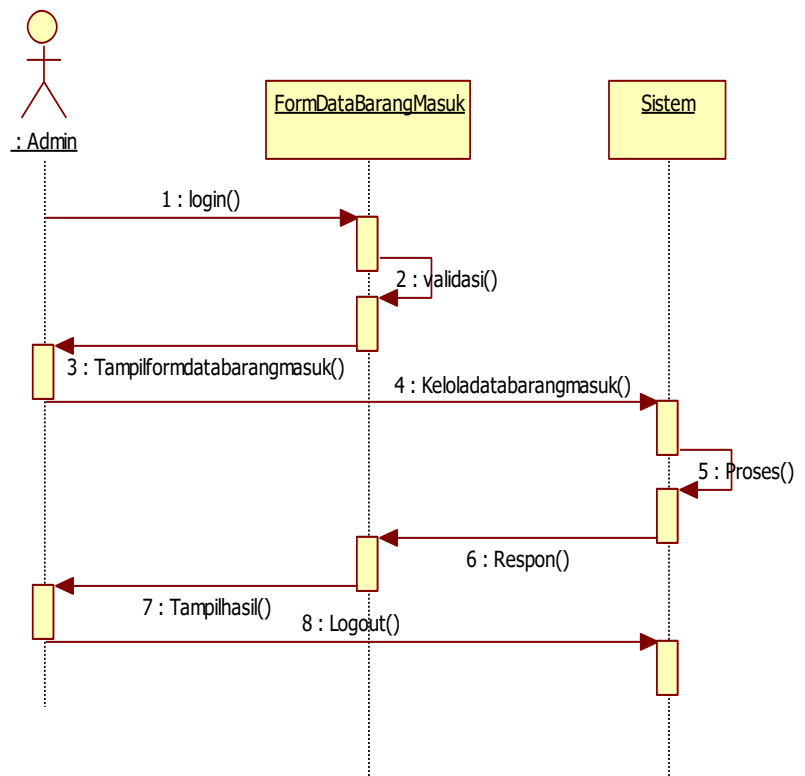 FormDataBarangMasuk
Sistem
: Admin
1 : login()
2 : validasi()
3 : Tampilformdatabarangmasuk()
4 : Keloladatabarangmasuk()
5 : Proses()
6 : Respon()
7 : Tampilhasil()
8 : Logout()